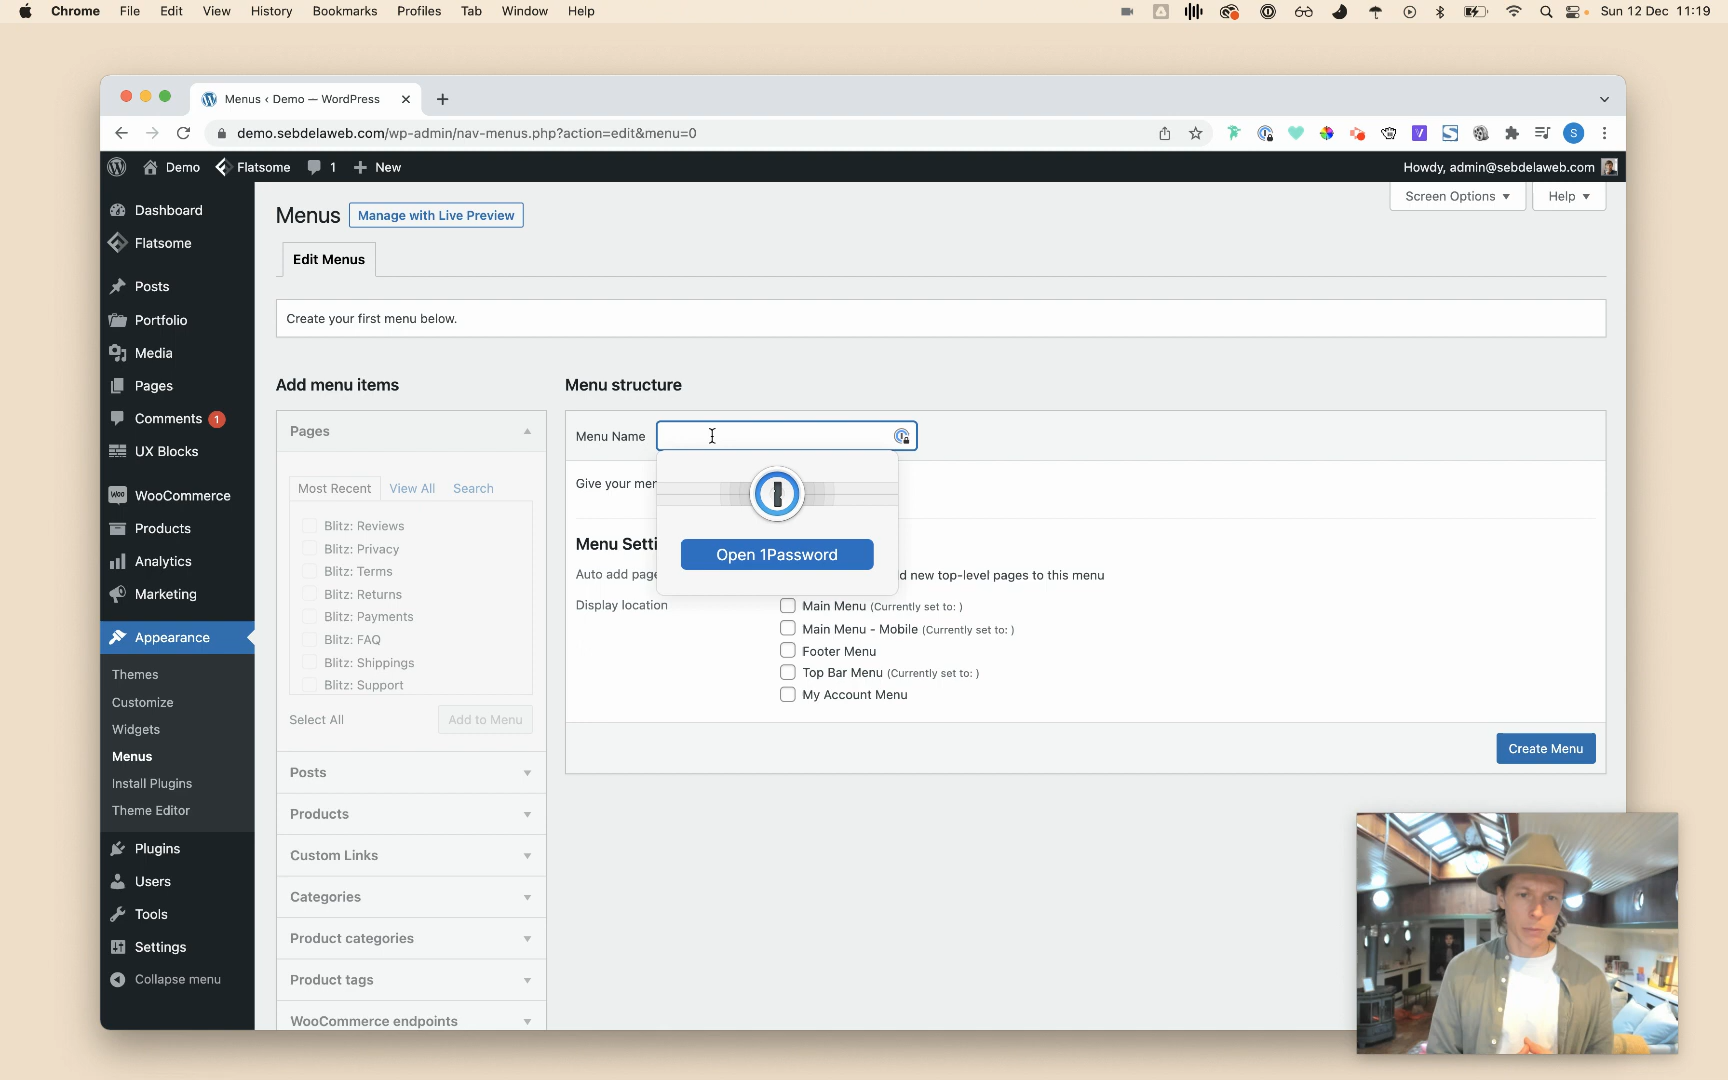 Chrome File Edit View History Bookmarks Profiles Tab Window Help Sun 12 Dec 11:19
Menus ‹ Demo — WordPress
demo.sebdelaweb.com/wp-admin/nav-menus.php?action=edit&menu=0
Demo Flatsome 1 New Howdy, admin@sebdelaweb.com
Screen Options Help
Dashboard
Flatsome
Posts
Portfolio
Media
Pages
Comments 1
UX Blocks
WooCommerce
Products
Analytics
Marketing
Appearance
Themes
Customize
Widgets
Menus
Install Plugins
Theme Editor
Plugins
Users
Tools
Settings
Collapse menu
Menus Manage with Live Preview
Edit Menus
Create your first menu below.
Add menu items
Pages
Most Recent View All Search
Blitz: Reviews
Blitz: Privacy
Blitz: Terms
Blitz: Returns
Blitz: Payments
Blitz: FAQ
Blitz: Shippings
Blitz: Support
Select All Add to Menu
Posts
Products
Custom Links
Categories
Product categories
Product tags
WooCommerce endpoints
Menu structure
Menu Name
Give your
Open 1Password
Menu
Auto add
new top-level pages to this menu
Display location
Main Menu (Currently set to: )
Main Menu - Mobile (Currently set to: )
Footer Menu
Top Bar Menu (Currently set to: )
My Account Menu
Create Menu